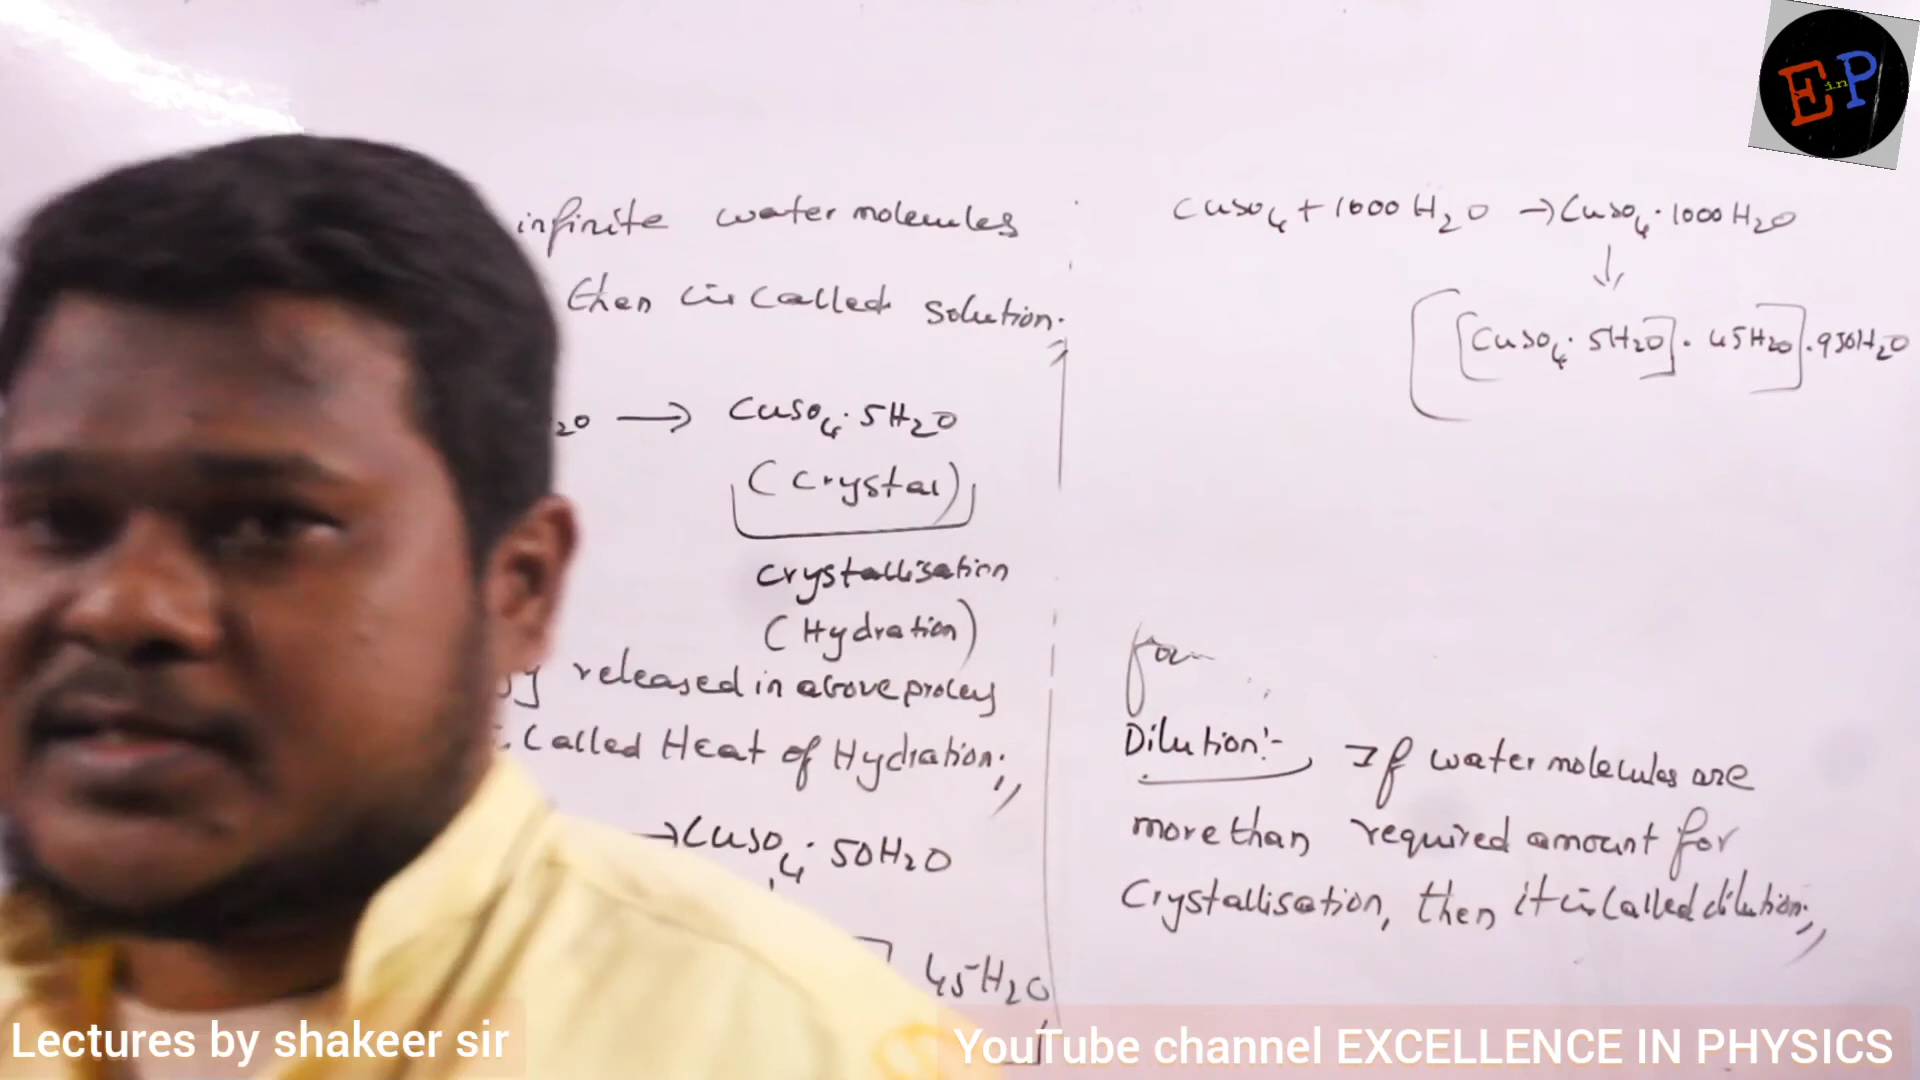 infinite water molecules
then it is called solution.
₂O → CuSO₄. 5H₂O
(Crystal)
Crystallisation
(Hydration)
released in above process
called Heat of Hydration.,,
→ CuSO₄. 50H₂O
45H₂O
E in P
CuSO₄ + 1000 H₂O → CuSO₄. 1000 H₂O
↓
[[CuSO₄. 5H₂O]. 45H₂O]. 950H₂O
Dilution:- If water molecules are
more than required amount for
Crystallisation, then it is called dilution.,,
Lectures by shakeer sir
YouTube channel EXCELLENCE IN PHYSICS